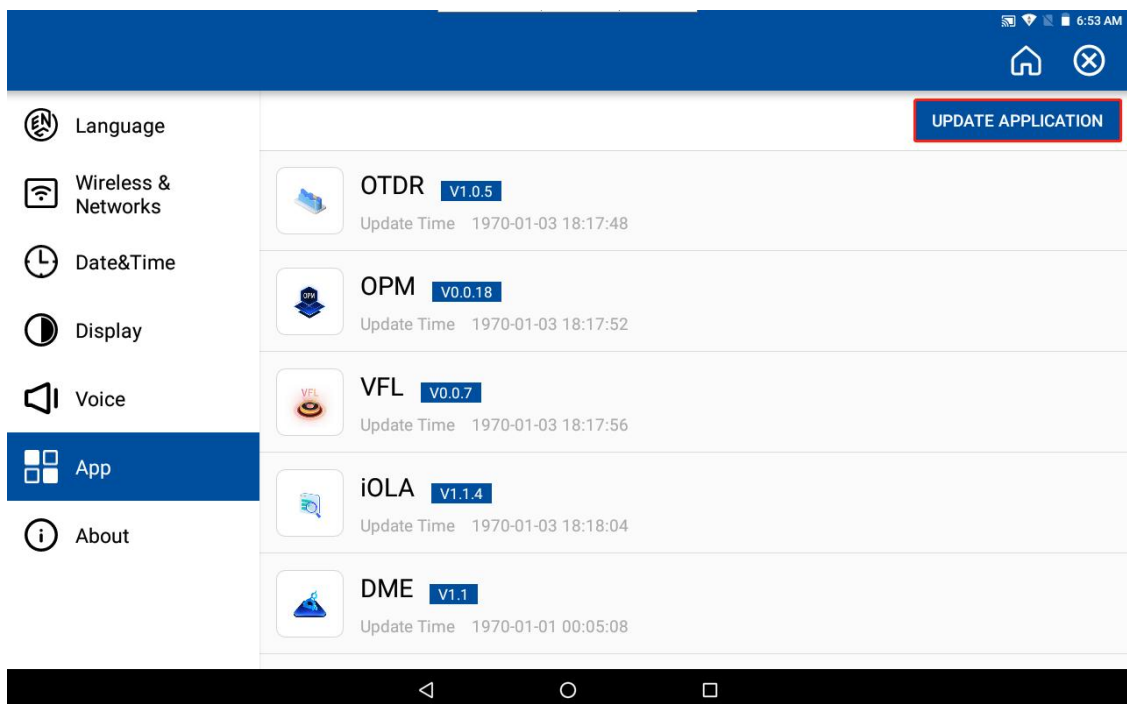 6:53 AM
EN
Language
UPDATE APPLICATION
Wireless &
Networks
Date&Time
Display
Voice
App
About
OTDR V1.0.5
Update Time 1970-01-03 18:17:48
OPM
OPM V0.0.18
Update Time 1970-01-03 18:17:52
VFL
VFL V0.0.7
Update Time 1970-01-03 18:17:56
iOLA V1.1.4
Update Time 1970-01-03 18:18:04
DME V1.1
Update Time 1970-01-01 00:05:08